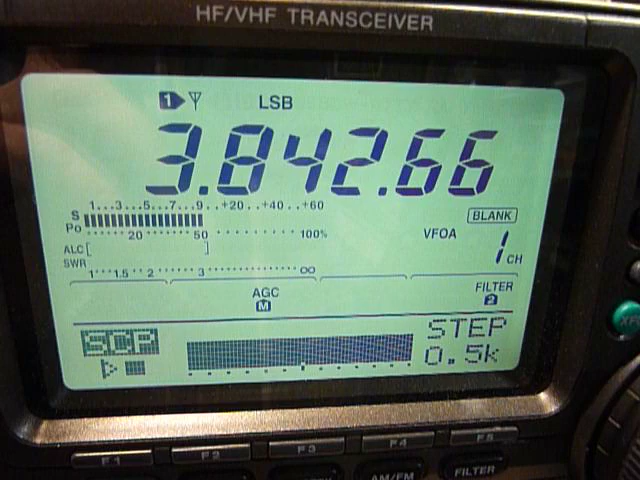 HF/VHF TRANSCEIVER
1 LSB
3.842.66
1...3...5...7...9..+20..+40..+60
S
Po 20 50 100%
BLANK
VFOA 1 CH
ALC
SWR 1 1.5 2 3 ∞
AGC
M
FILTER
2
SCP
STEP
0.5k
F1 F2 F3 F4 F5
AM/FM FILTER